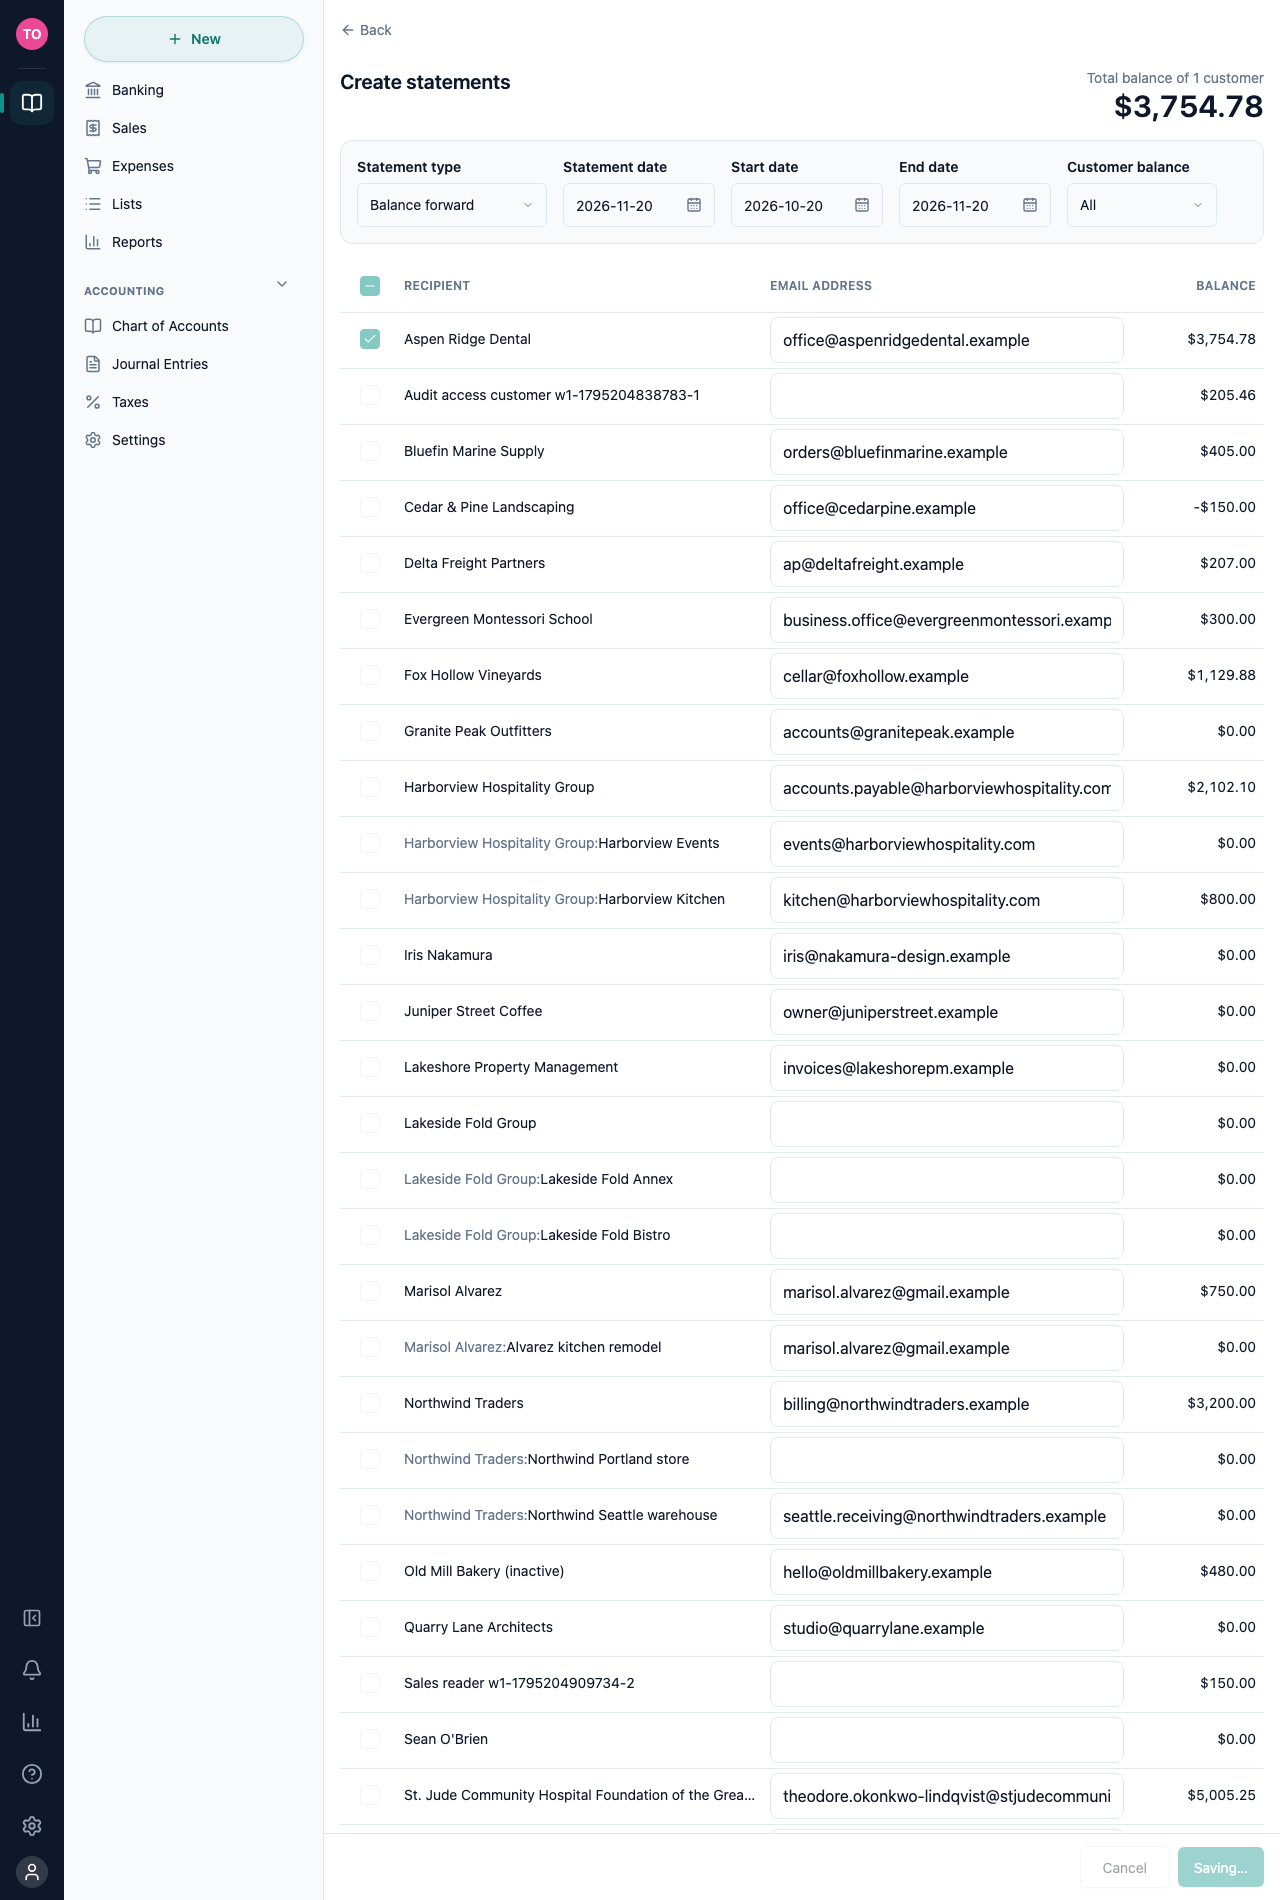 TO
New
Banking
Sales
Expenses
Lists
Reports
ACCOUNTING
Chart of Accounts
Journal Entries
Taxes
Settings
Back
Create statements
Total balance of 1 customer
$3,754.78
Statement type
Statement date
Start date
End date
Customer balance
Balance forward
2026-11-20
2026-10-20
2026-11-20
All
RECIPIENT EMAIL ADDRESS BALANCE
Aspen Ridge Dental office@aspenridgedental.example $3,754.78
Audit access customer w1-1795204838783-1 $205.46
Bluefin Marine Supply orders@bluefinmarine.example $405.00
Cedar & Pine Landscaping office@cedarpine.example -$150.00
Delta Freight Partners ap@deltafreight.example $207.00
Evergreen Montessori School business.office@evergreenmontessori.examp $300.00
Fox Hollow Vineyards cellar@foxhollow.example $1,129.88
Granite Peak Outfitters accounts@granitepeak.example $0.00
Harborview Hospitality Group accounts.payable@harborviewhospitality.com $2,102.10
Harborview Hospitality Group:Harborview Events events@harborviewhospitality.com $0.00
Harborview Hospitality Group:Harborview Kitchen kitchen@harborviewhospitality.com $800.00
Iris Nakamura iris@nakamura-design.example $0.00
Juniper Street Coffee owner@juniperstreet.example $0.00
Lakeshore Property Management invoices@lakeshorepm.example $0.00
Lakeside Fold Group $0.00
Lakeside Fold Group:Lakeside Fold Annex $0.00
Lakeside Fold Group:Lakeside Fold Bistro $0.00
Marisol Alvarez marisol.alvarez@gmail.example $750.00
Marisol Alvarez:Alvarez kitchen remodel marisol.alvarez@gmail.example $0.00
Northwind Traders billing@northwindtraders.example $3,200.00
Northwind Traders:Northwind Portland store $0.00
Northwind Traders:Northwind Seattle warehouse seattle.receiving@northwindtraders.example $0.00
Old Mill Bakery (inactive) hello@oldmillbakery.example $480.00
Quarry Lane Architects studio@quarrylane.example $0.00
Sales reader w1-1795204909734-2 $150.00
Sean O'Brien $0.00
St. Jude Community Hospital Foundation of the Grea... theodore.okonkwo-lindqvist@stjudecommuni $5,005.25
Cancel
Saving...